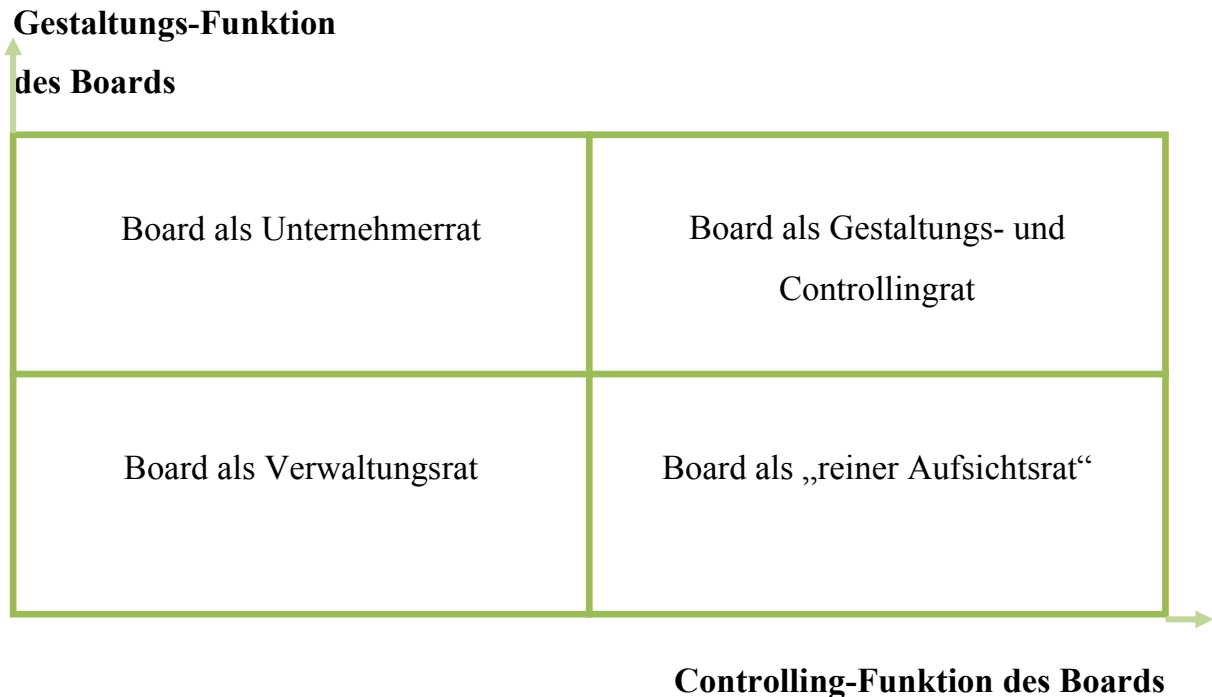 Gestaltungs-Funktion
des Boards
Board als Unternehmerrat
Board als Gestaltungs- und
Controllingrat
Board als Verwaltungsrat
Board als „reiner Aufsichtsrat“
Controlling-Funktion des Boards